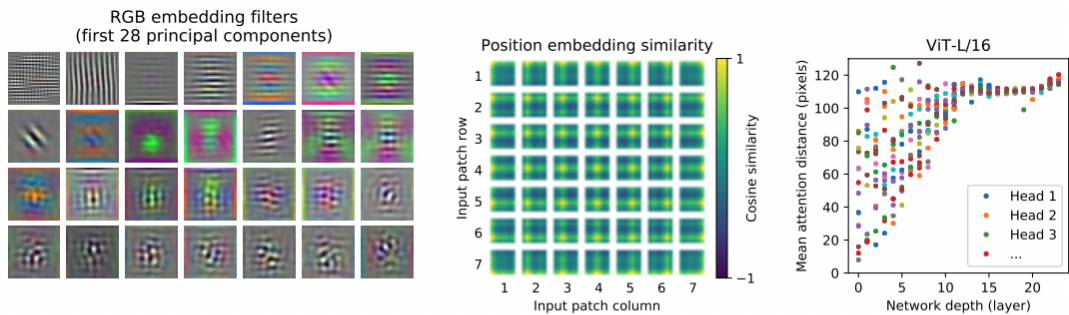 RGB embedding filters
(first 28 principal components)
Position embedding similarity
Input patch row
1
2
3
4
5
6
7
1 2 3 4 5 6 7
Input patch column
1
−1
Cosine similarity
ViT-L/16
Mean attention distance (pixels)
120
100
80
60
40
20
0
0 5 10 15 20
Network depth (layer)
Head 1
Head 2
Head 3
...